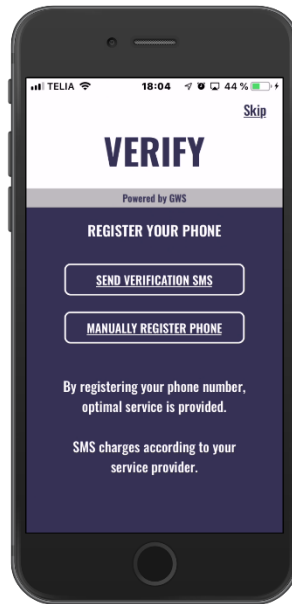 TELIA 18:04 44 %
Skip
VERIFY
Powered by GWS
REGISTER YOUR PHONE
SEND VERIFICATION SMS
MANUALLY REGISTER PHONE
By registering your phone number,
optimal service is provided.
SMS charges according to your
service provider.